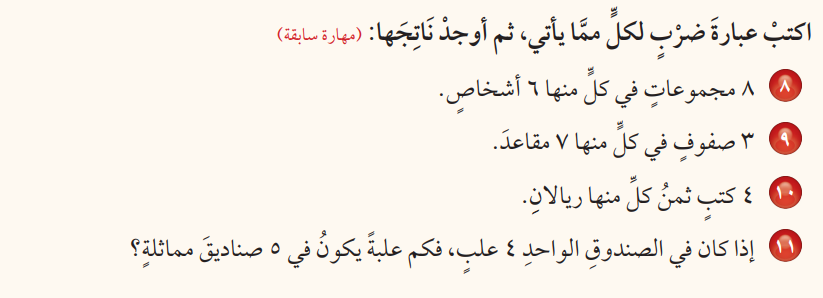 اكتبْ عبارةَ ضرْبٍ لكلٍّ ممَّا يأتي، ثم أوجدْ نَاتِجَها: (مهارة سابقة)
٨ ٨ مجموعاتٍ في كلٍّ منها ٦ أشخاصٍ.
٩ ٣ صفوفٍ في كلٍّ منها ٧ مقاعدَ.
١٠ ٤ كتبٍ ثمنُ كلِّ منها ريالانِ.
١١ إذا كان في الصندوقِ الواحدِ ٤ علبٍ، فكم علبةً يكونُ في ٥ صناديقَ مماثلةٍ؟